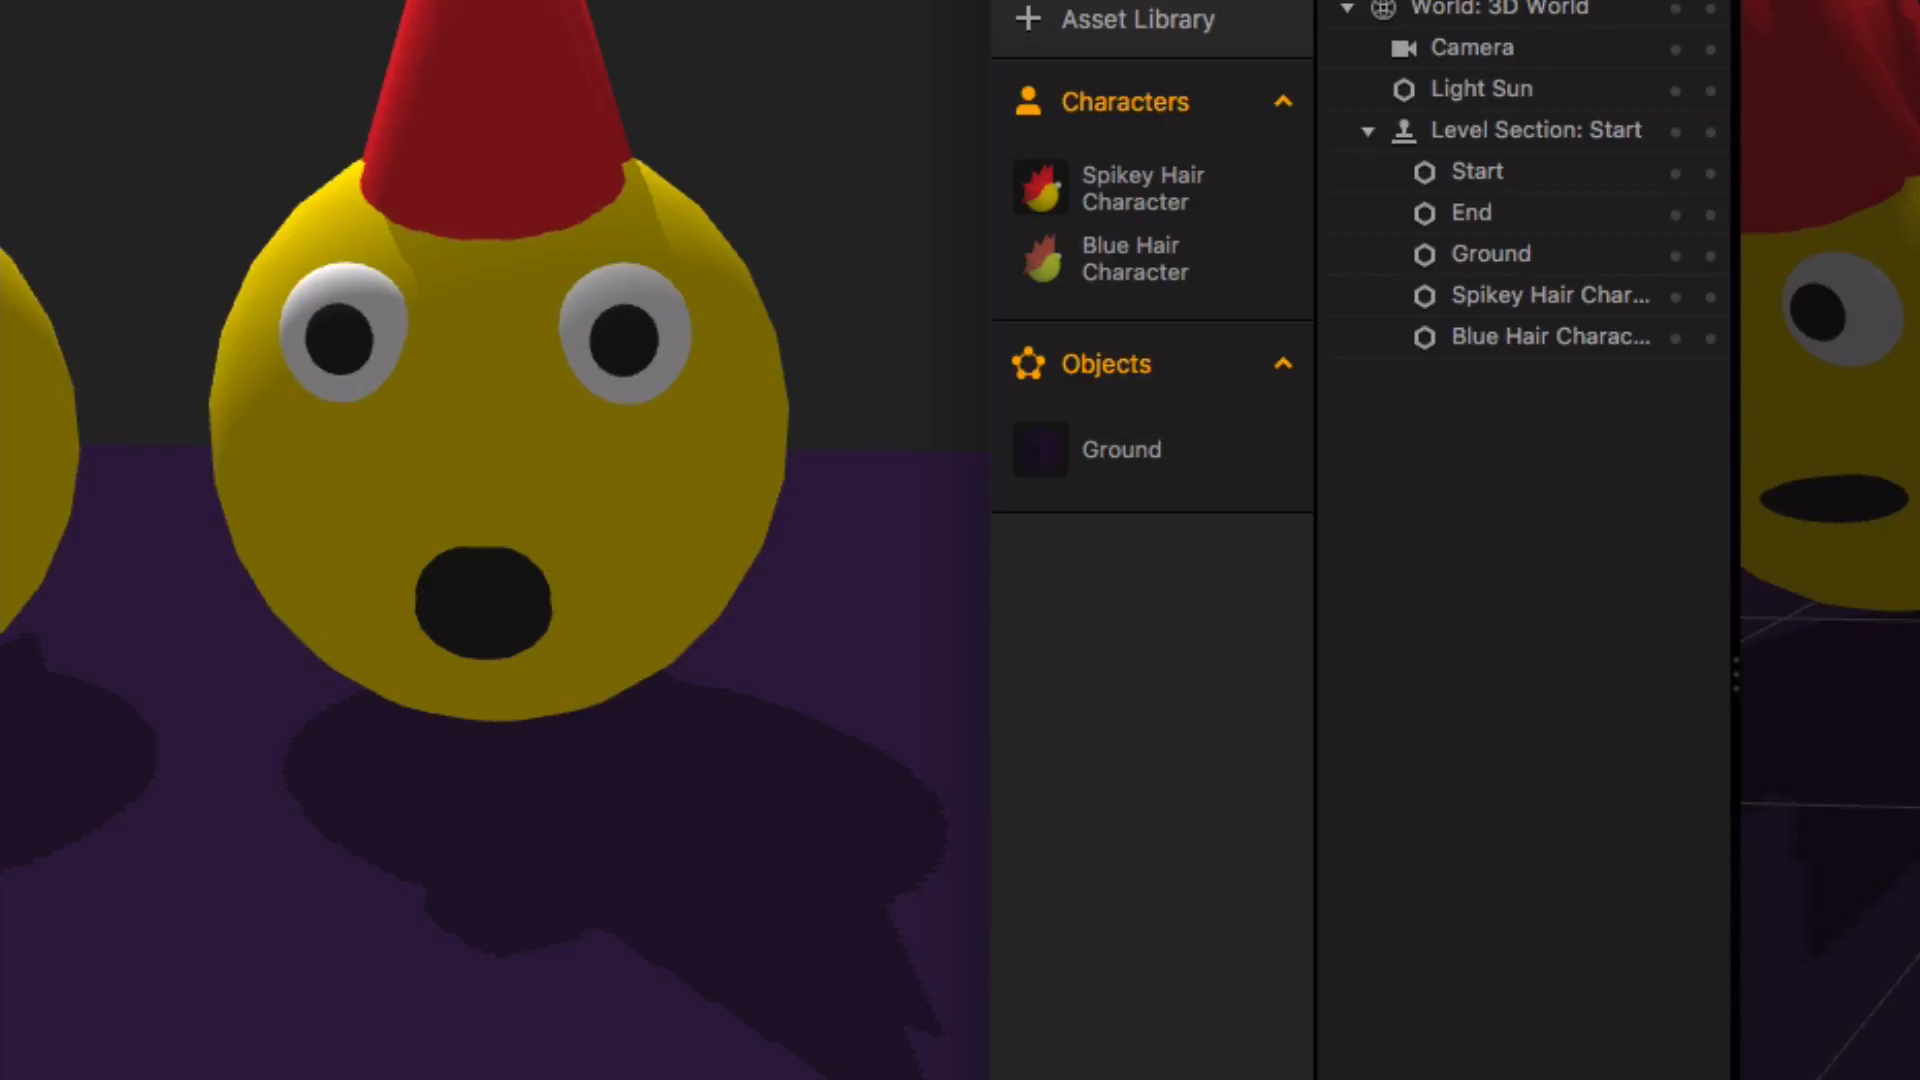 Asset Library
Characters
Spikey Hair
Character
Blue Hair
Character
Objects
Ground
World: 3D World
Camera
Light Sun
Level Section: Start
Start
End
Ground
Spikey Hair Char...
Blue Hair Charac...